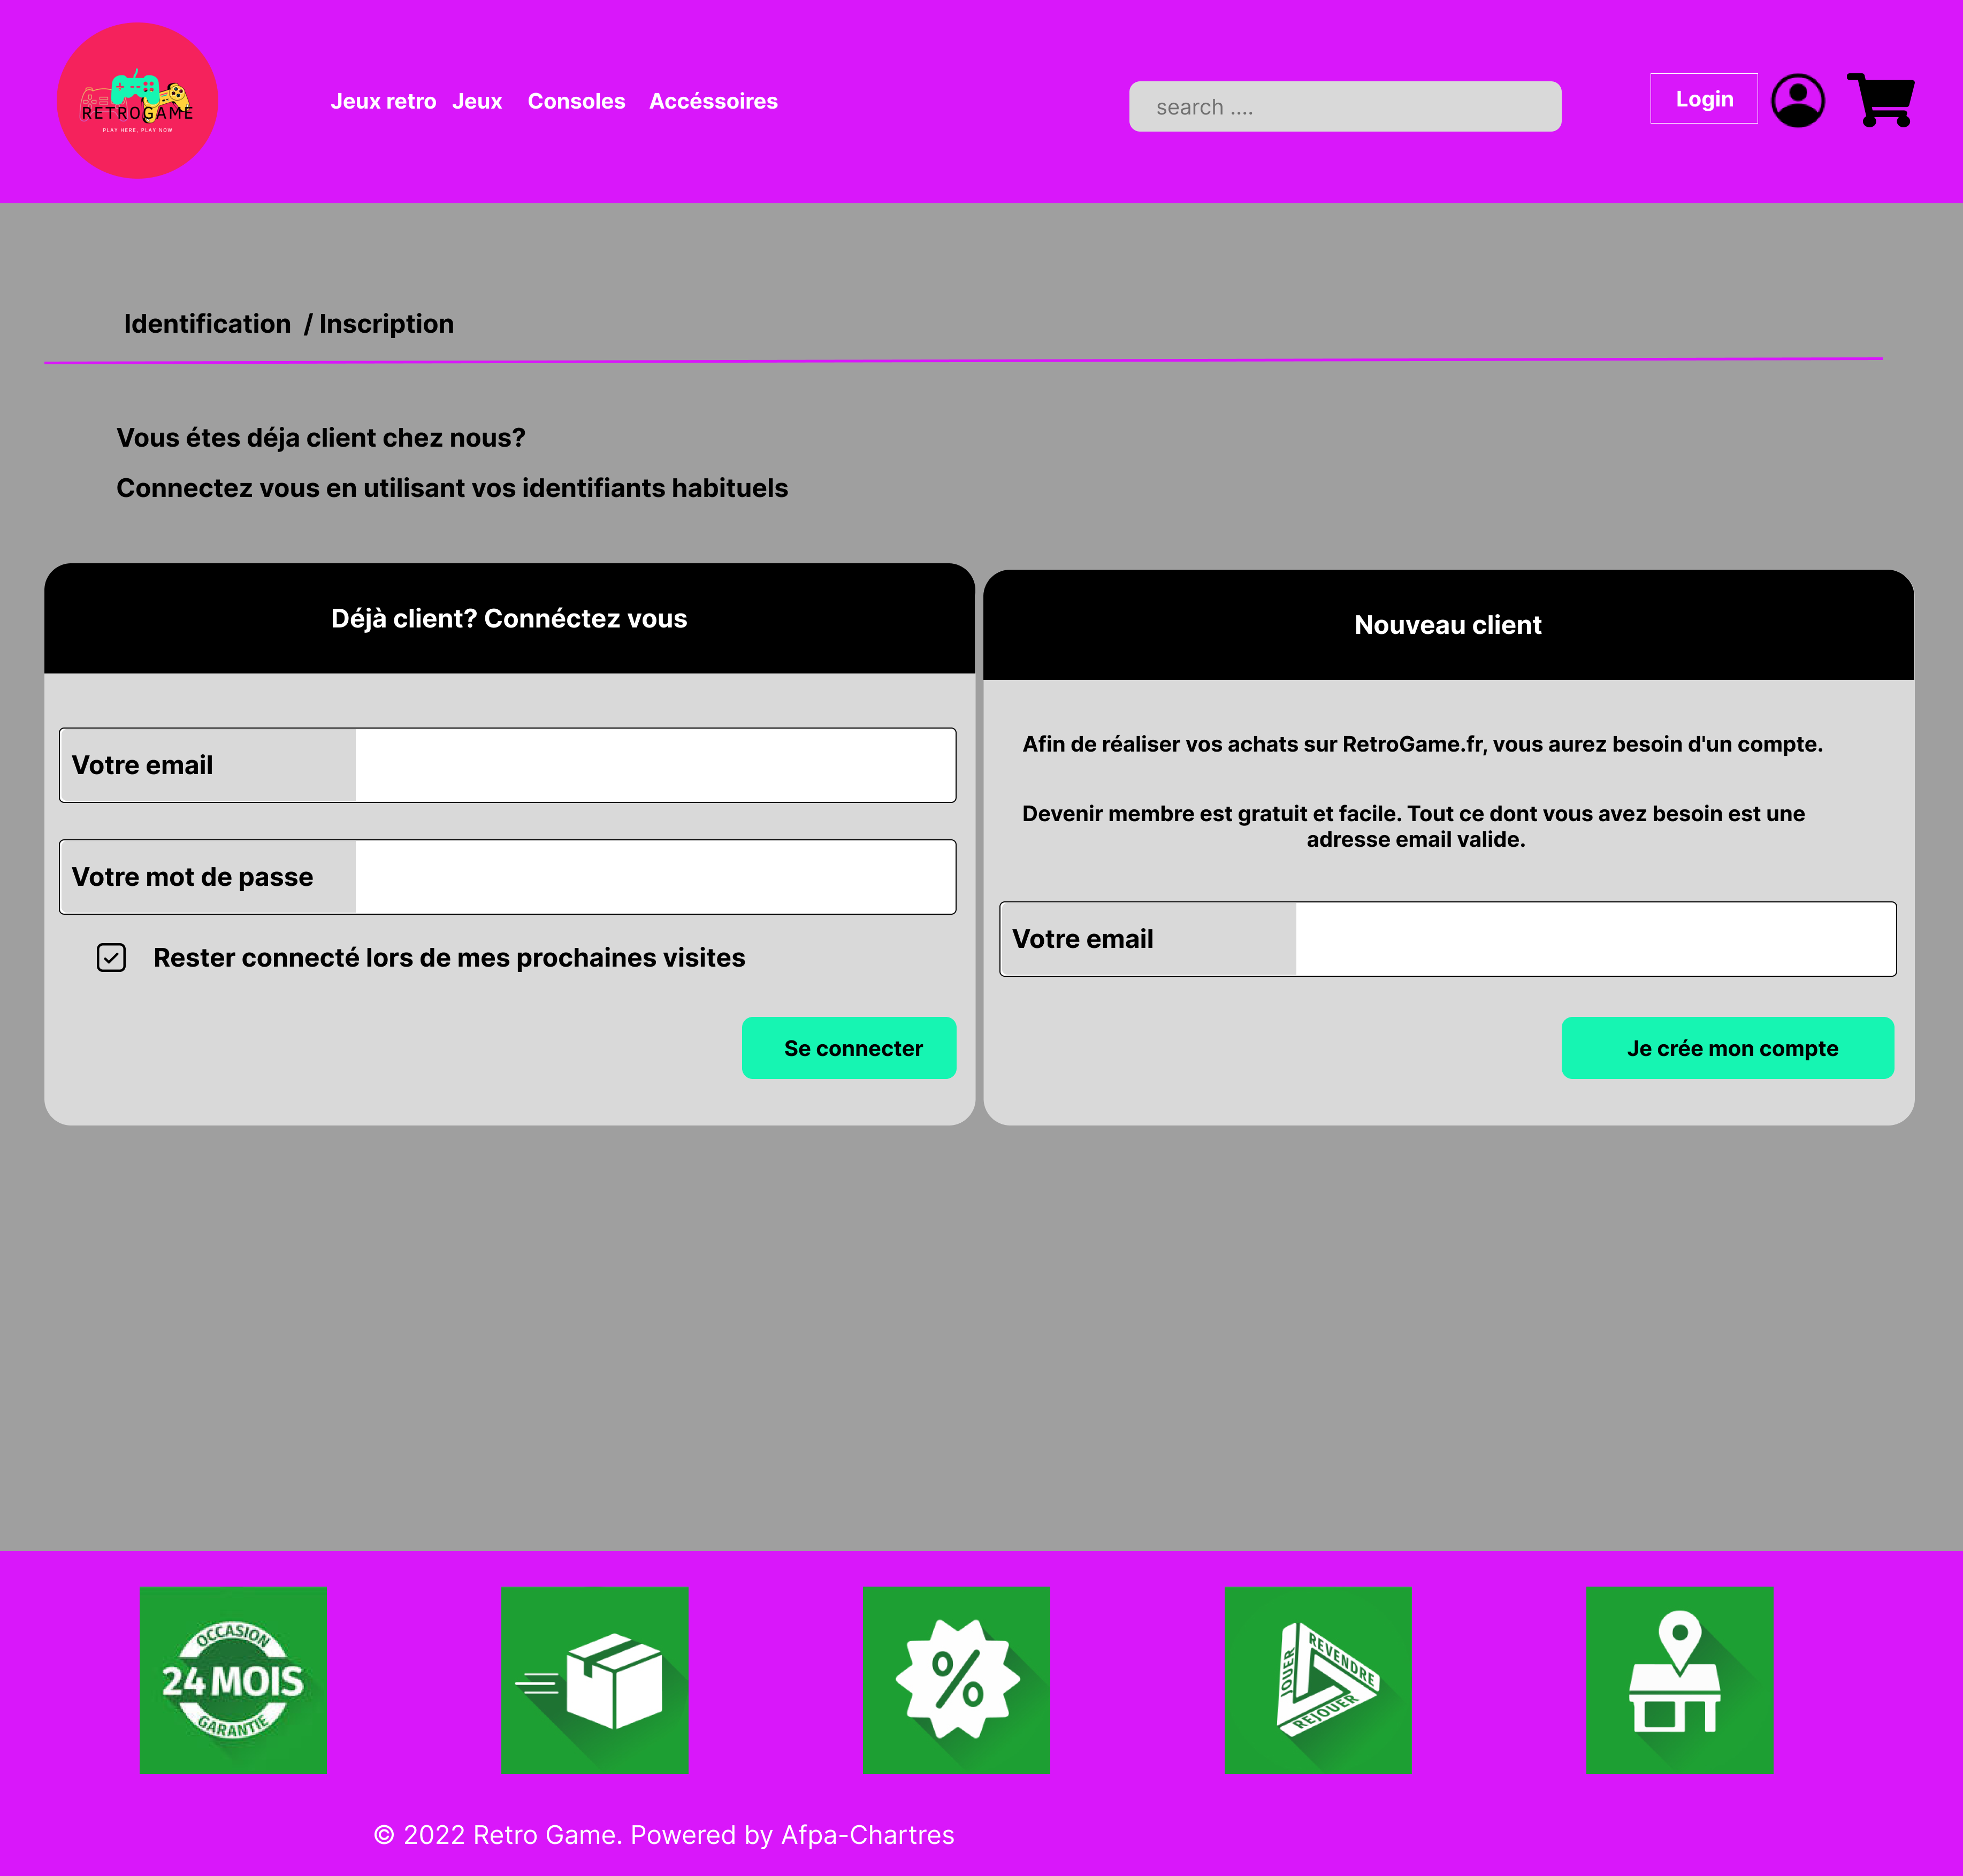 RETROGAME
PLAY HERE, PLAY NOW
Jeux retro Jeux Consoles Accéssoires
search ....
Login
Identification / Inscription
Vous étes déja client chez nous?
Connectez vous en utilisant vos identifiants habituels
Déjà client? Connéctez vous
Votre email
Votre mot de passe
Rester connecté lors de mes prochaines visites
Se connecter
Nouveau client
Afin de réaliser vos achats sur RetroGame.fr, vous aurez besoin d'un compte.
Devenir membre est gratuit et facile. Tout ce dont vous avez besoin est une
adresse email valide.
Votre email
Je crée mon compte
OCCASION
24 MOIS
GARANTIE
%
JOUER
REVENDRE
REJOUER
© 2022 Retro Game. Powered by Afpa-Chartres